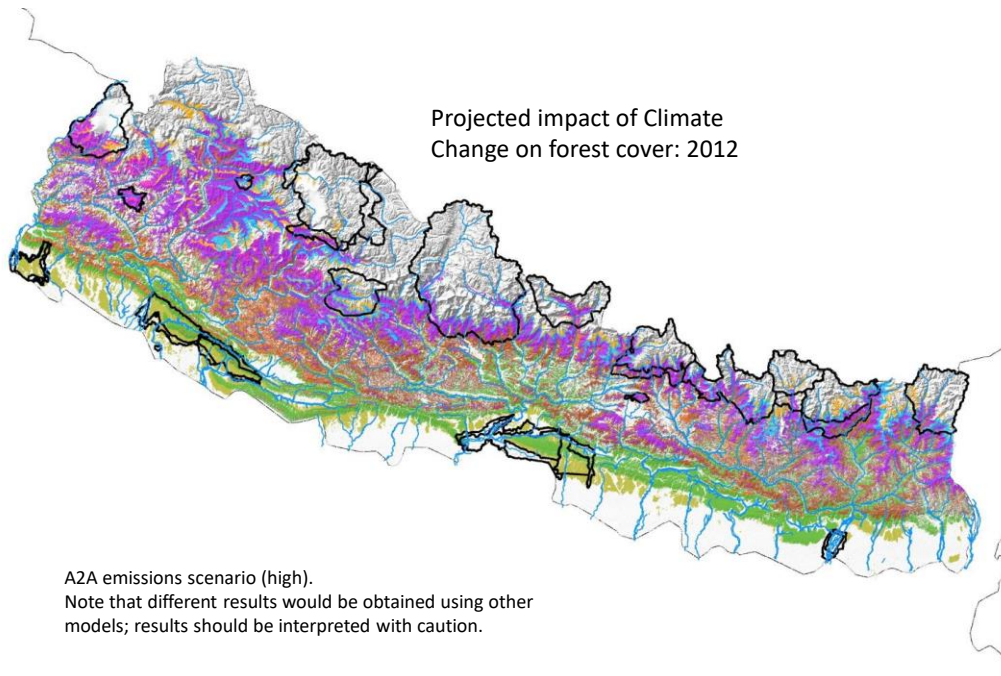 Projected impact of Climate
Change on forest cover: 2012
A2A emissions scenario (high).
Note that different results would be obtained using other
models; results should be interpreted with caution.